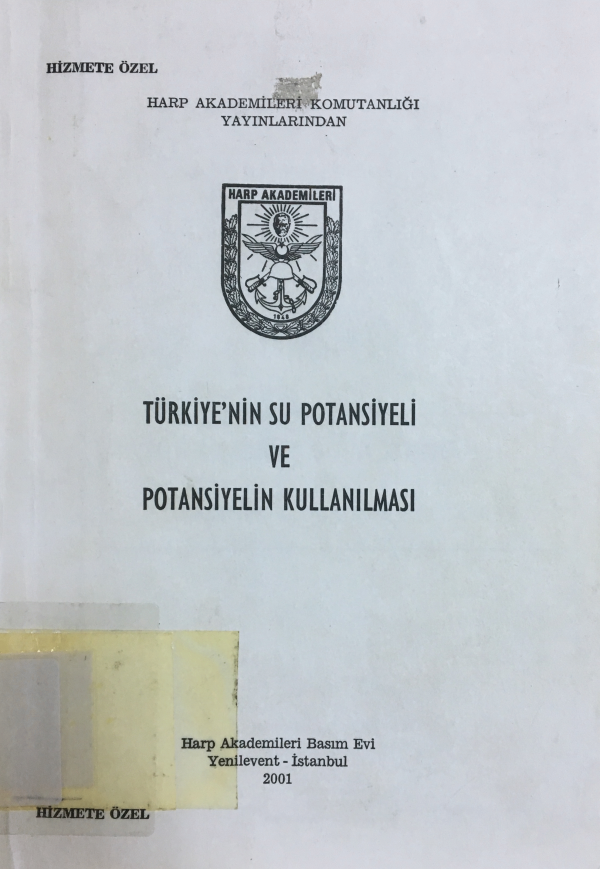 HİZMETE ÖZEL
HARP AKADEMİLERİ KOMUTANLIĞI
YAYINLARINDAN
HARP AKADEMİLERİ
1848
TÜRKİYE'NİN SU POTANSİYELİ
VE
POTANSİYELİN KULLANILMASI
Harp Akademileri Basım Evi
Yenilevent - İstanbul
2001
HİZMETE ÖZEL